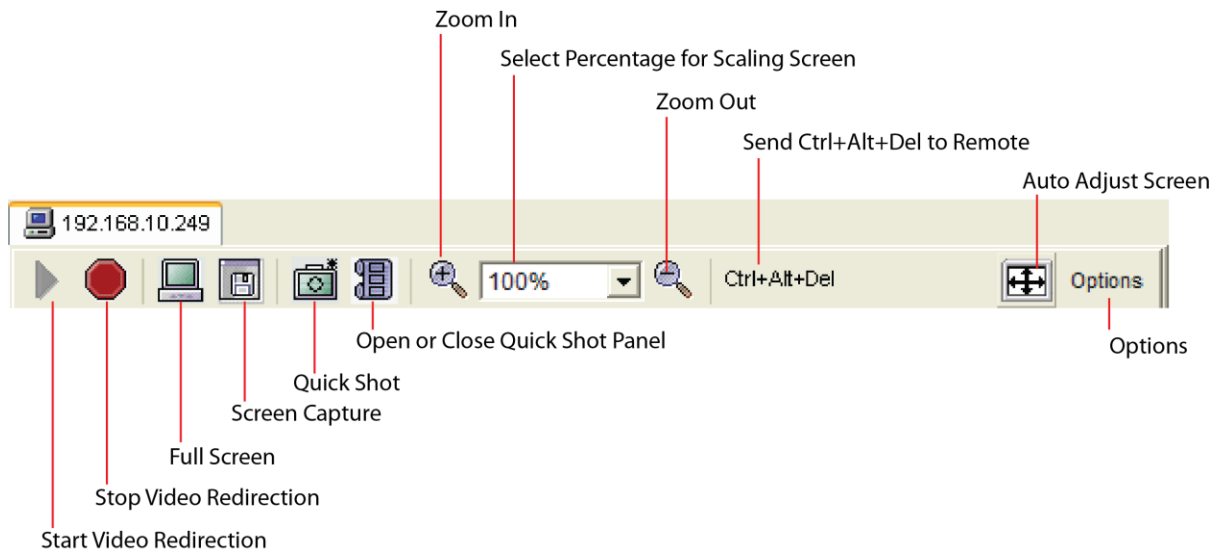 Zoom In
Select Percentage for Scaling Screen
Zoom Out
Send Ctrl+Alt+Del to Remote
Auto Adjust Screen
192.168.10.249
100%
Ctrl+Alt+Del
Options
Open or Close Quick Shot Panel
Options
Quick Shot
Screen Capture
Full Screen
Stop Video Redirection
Start Video Redirection